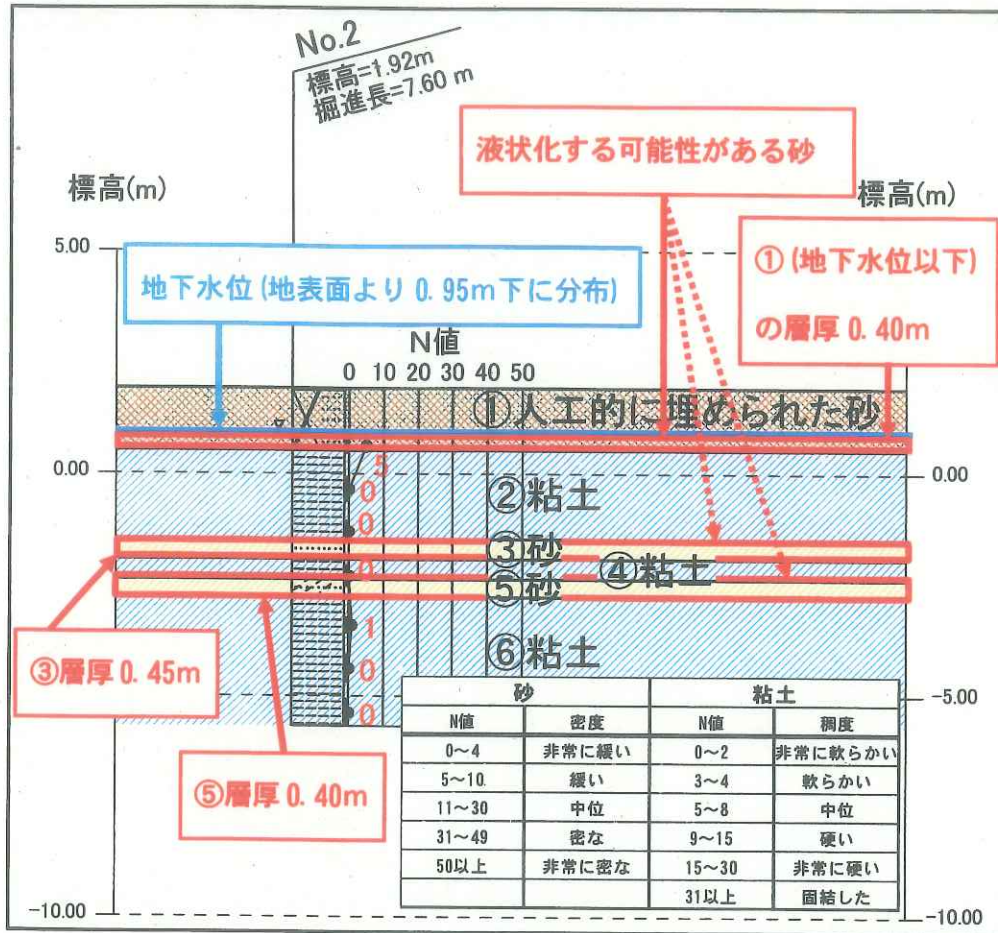 No.2
標高=1.92m
掘進長=7.60 m
液状化する可能性がある砂
標高(m)
標高(m)
5.00
①(地下水位以下)
の層厚 0.40m
地下水位(地表面より 0.95m下に分布)
N値
0 10 20 30 40 50
①人工的に埋められた砂
0.00
0.00
5
0
②粘土
0
③砂
④粘土
0
⑤砂
1
⑥粘土
0
0
③層厚 0.45m
⑤層厚 0.40m
-5.00
砂 粘土
N値 密度 N値 稠度
0~4 非常に緩い 0~2 非常に軟らかい
5~10 緩い 3~4 軟らかい
11~30 中位 5~8 中位
31~49 密な 9~15 硬い
50以上 非常に密な 15~30 非常に硬い
31以上 固結した
-10.00
-10.00